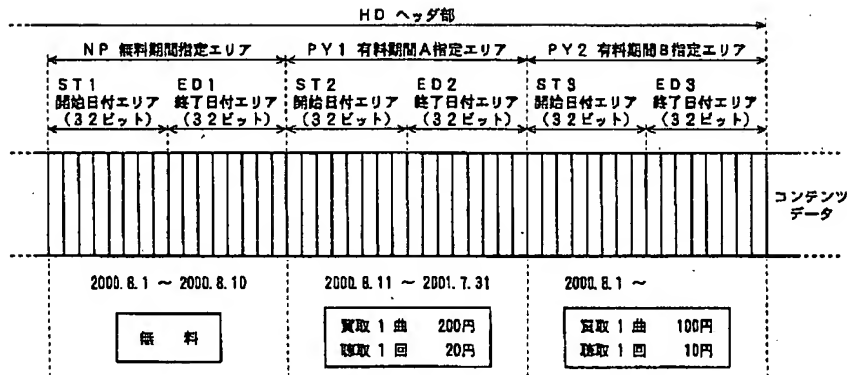 HD ヘッダ部
NP 無料期間指定エリア PY1 有料期間A指定エリア PY2 有料期間B指定エリア
ST1 ED1 ST2 ED2 ST3 ED3
開始日付エリア 終了日付エリア 開始日付エリア 終了日付エリア 開始日付エリア 終了日付エリア
(32ビット) (32ビット) (32ビット) (32ビット) (32ビット) (32ビット)
コンテンツ
データ
2000.8.1 ～ 2000.8.10 2000.8.11 ～ 2001.7.31 2000.8.1 ～
無 料
買取1曲 200円
聴取1回 20円
買取1曲 100円
聴取1回 10円